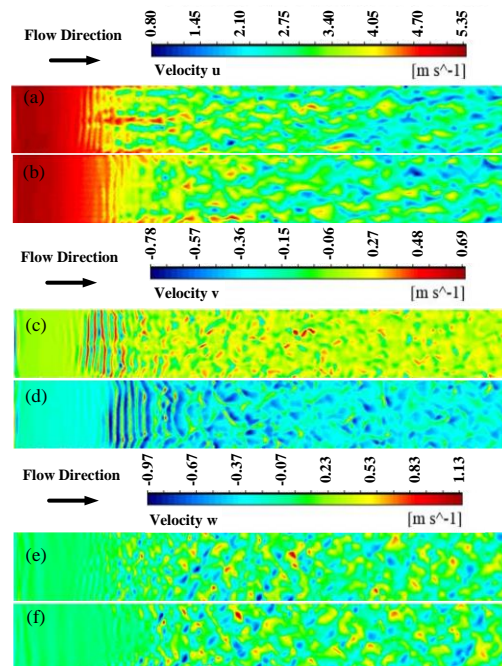 Flow Direction
0.80 1.45 2.10 2.75 3.40 4.05 4.70 5.35
Velocity u [m s^-1]
(a)
(b)
Flow Direction
-0.78 -0.57 -0.36 -0.15 -0.06 0.27 0.48 0.69
Velocity v [m s^-1]
(c)
(d)
Flow Direction
-0.97 -0.67 -0.37 -0.07 0.23 0.53 0.83 1.13
Velocity w [m s^-1]
(e)
(f)